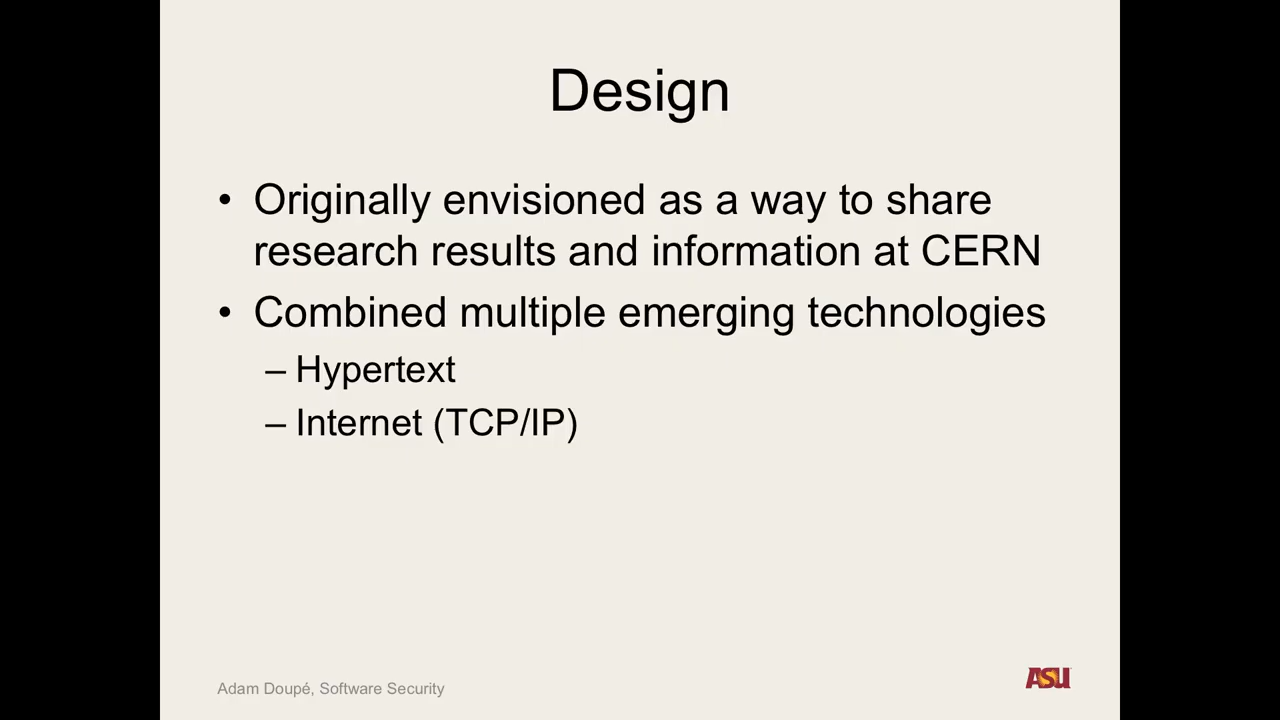 Design
• Originally envisioned as a way to share
research results and information at CERN
• Combined multiple emerging technologies
– Hypertext
– Internet (TCP/IP)
Adam Doupé, Software Security
ASU